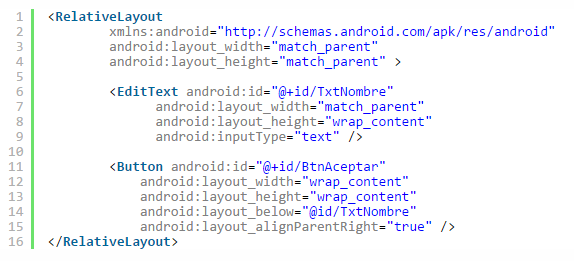 1 <RelativeLayout
2 xmlns:android="http://schemas.android.com/apk/res/android"
3 android:layout_width="match_parent"
4 android:layout_height="match_parent" >
5
6 <EditText android:id="@+id/TxtNombre"
7 android:layout_width="match_parent"
8 android:layout_height="wrap_content"
9 android:inputType="text" />
10
11 <Button android:id="@+id/BtnAceptar"
12 android:layout_width="wrap_content"
13 android:layout_height="wrap_content"
14 android:layout_below="@id/TxtNombre"
15 android:layout_alignParentRight="true" />
16 </RelativeLayout>